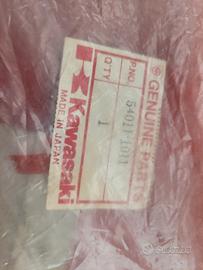 GENUINE PARTS
P.NO. 54011-1011
Q'TY 1
Kawasaki
MADE IN JAPAN